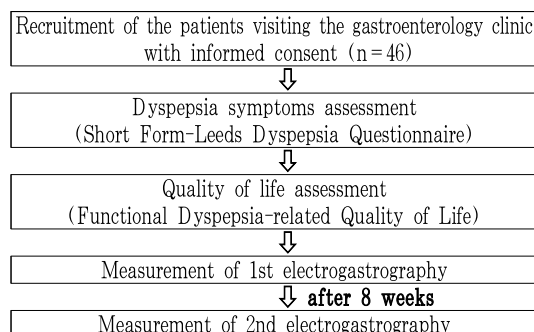 Recruitment of the patients visiting the gastroenterology clinic
with informed consent (n=46)
Dyspepsia symptoms assessment
(Short Form-Leeds Dyspepsia Questionnaire)
Quality of life assessment
(Functional Dyspepsia-related Quality of Life)
Measurement of 1st electrogastrography
after 8 weeks
Measurement of 2nd electrogastrography